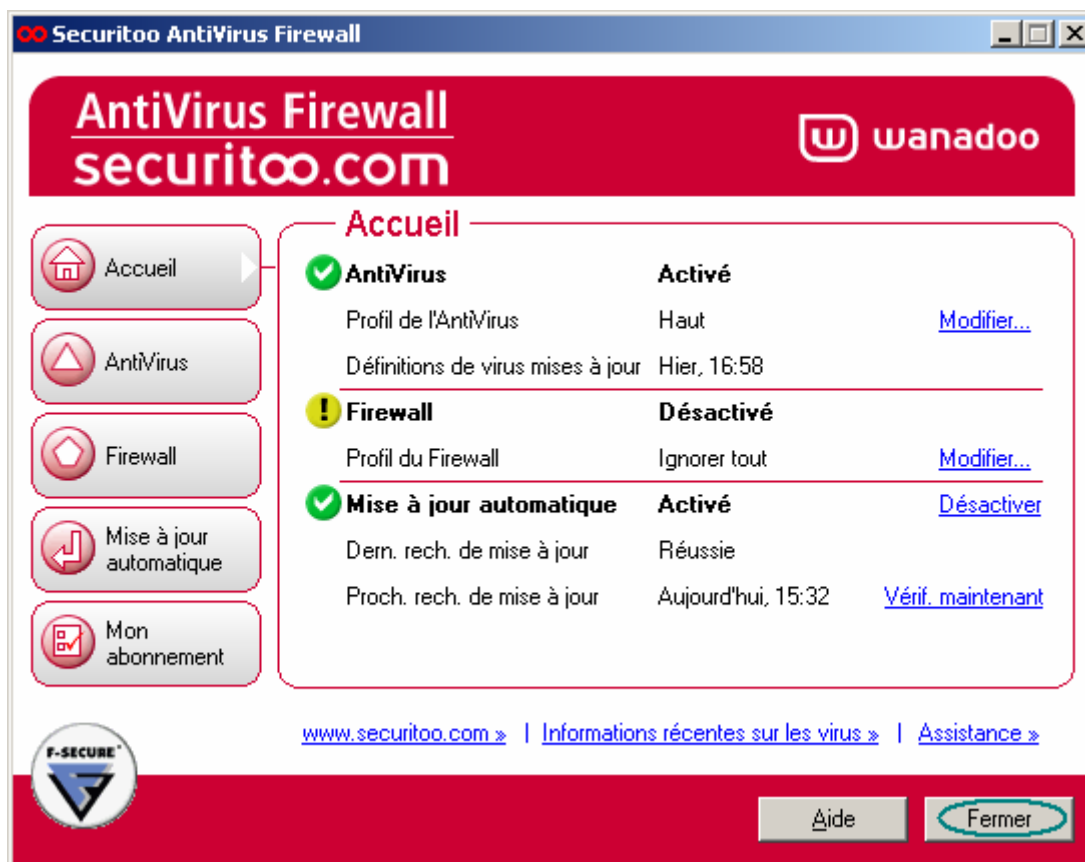 Securitoo AntiVirus Firewall
AntiVirus Firewall
securitoo.com
wanadoo
Accueil
AntiVirus
Firewall
Mise à jour
automatique
Mon
abonnement
Accueil
AntiVirus Activé
Profil de l'AntiVirus Haut Modifier...
Définitions de virus mises à jour Hier, 16:58
Firewall Désactivé
Profil du Firewall Ignorer tout Modifier...
Mise à jour automatique Activé Désactiver
Dern. rech. de mise à jour Réussie
Proch. rech. de mise à jour Aujourd'hui, 15:32 Vérif. maintenant
www.securitoo.com » | Informations récentes sur les virus » | Assistance »
F-SECURE
Aide Fermer